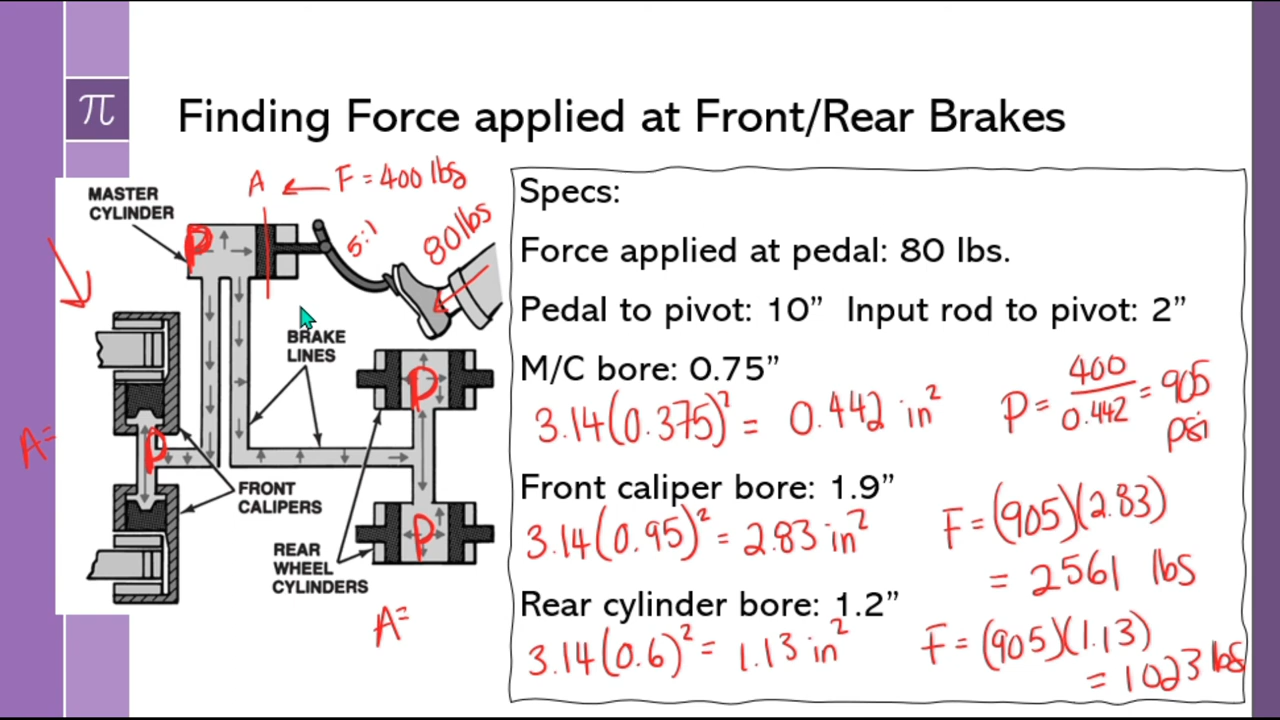 π
Finding Force applied at Front/Rear Brakes
MASTER
CYLINDER
A ← F = 400 lbs
5:1
80 lbs
P
BRAKE
LINES
P
A=
P
FRONT
CALIPERS
P
REAR
WHEEL
CYLINDERS
A=
Specs:
Force applied at pedal: 80 lbs.
Pedal to pivot: 10” Input rod to pivot: 2”
M/C bore: 0.75”
3.14(0.375)² = 0.442 in²
P = 400/0.442 = 905
psi
Front caliper bore: 1.9”
3.14(0.95)² = 2.83 in²
F = (905)(2.83)
= 2561 lbs
Rear cylinder bore: 1.2”
3.14(0.6)² = 1.13 in²
F = (905)(1.13)
= 1023 lbs